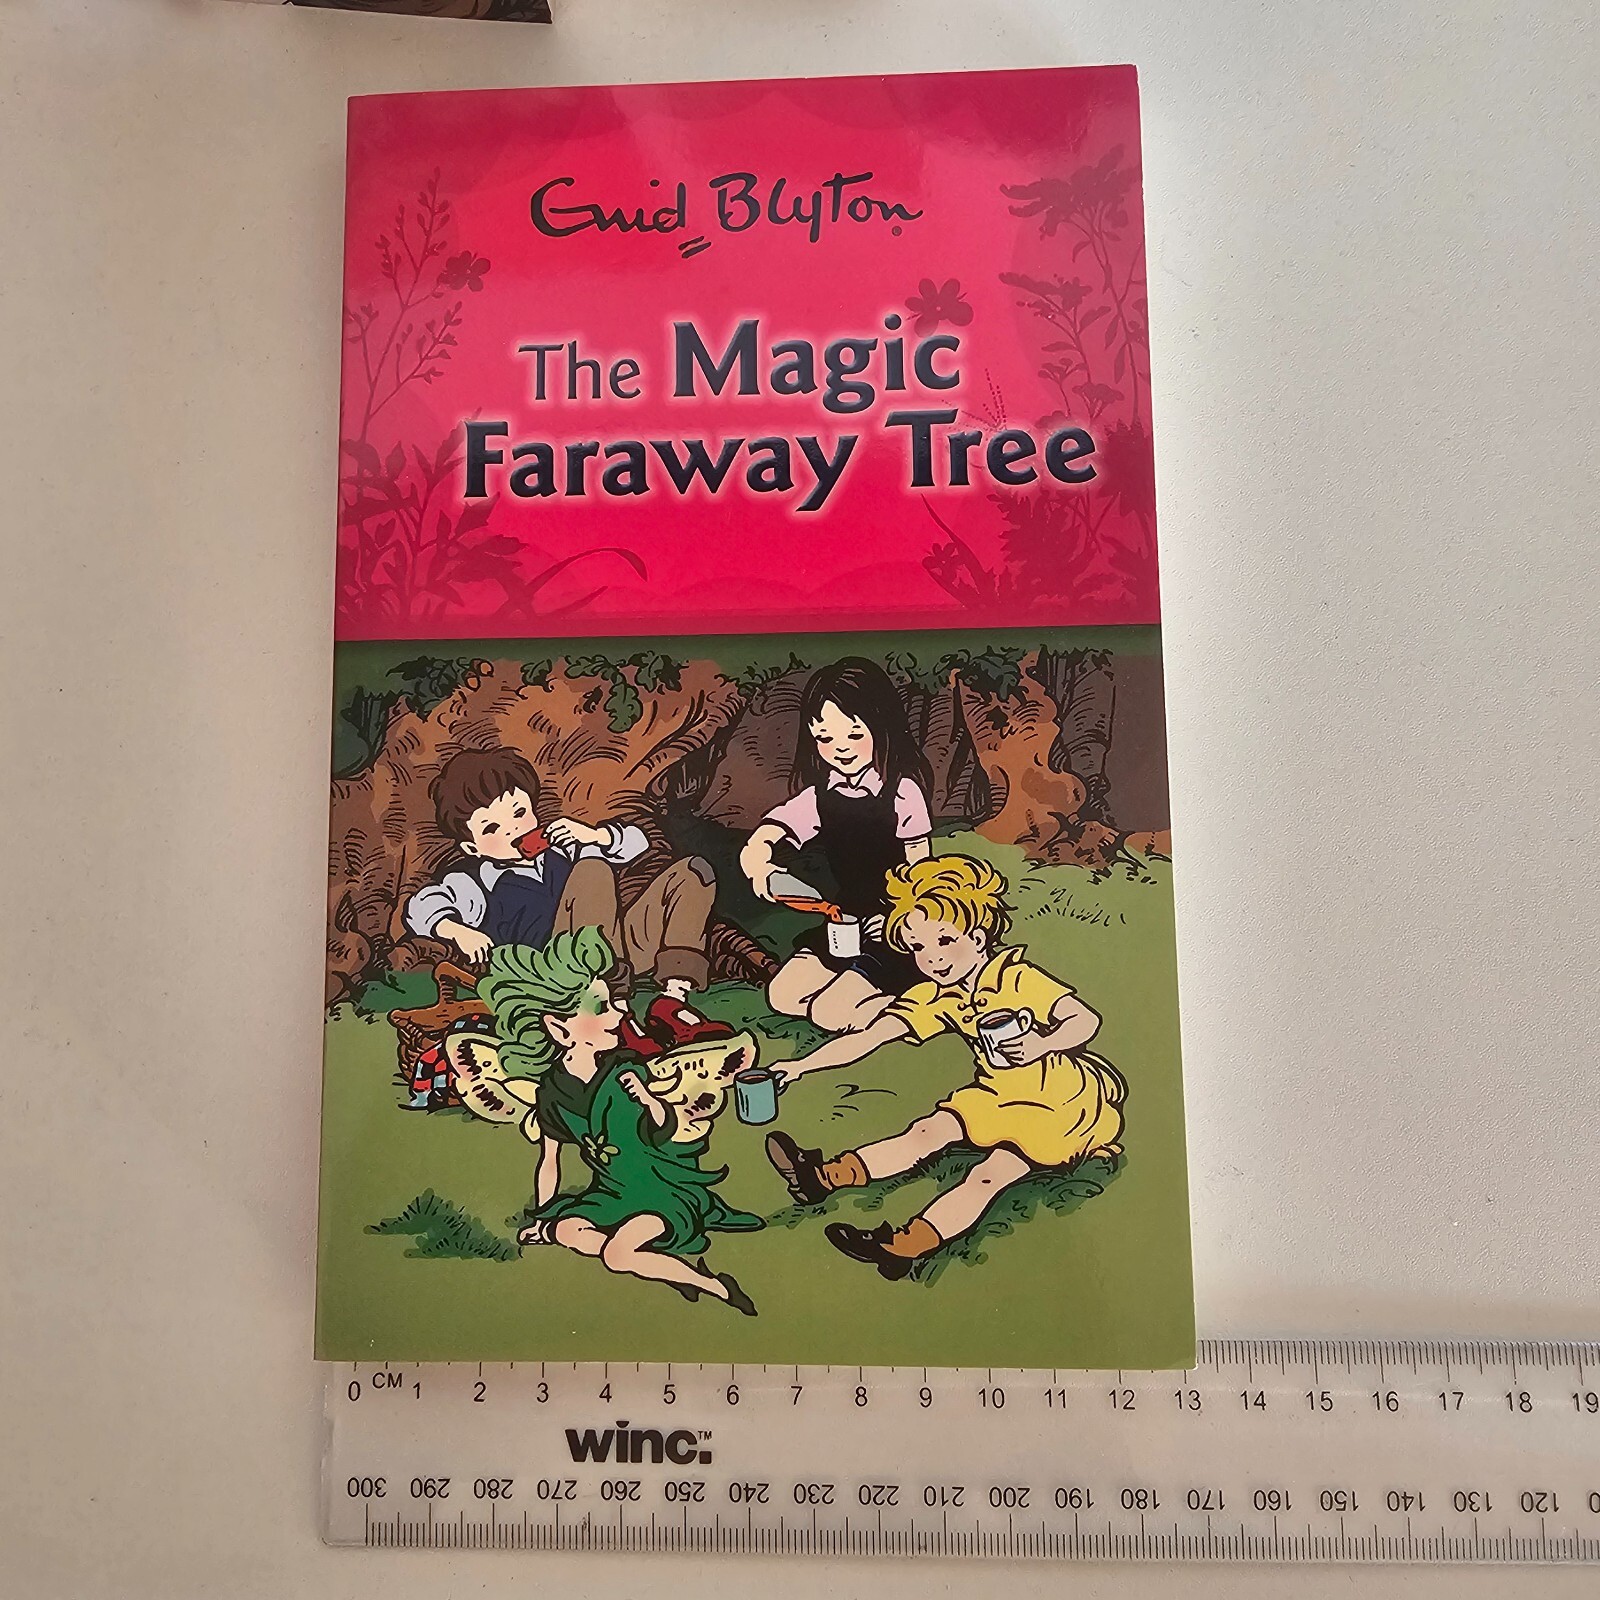 Enid Blyton®
The Magic
Faraway Tree
0 CM 1 2 3 4 5 6 7 8 9 10 11 12 13 14 15 16 17 18 19
winc.™
300 290 280 270 260 250 240 230 220 210 200 190 180 170 160 150 140 130 120